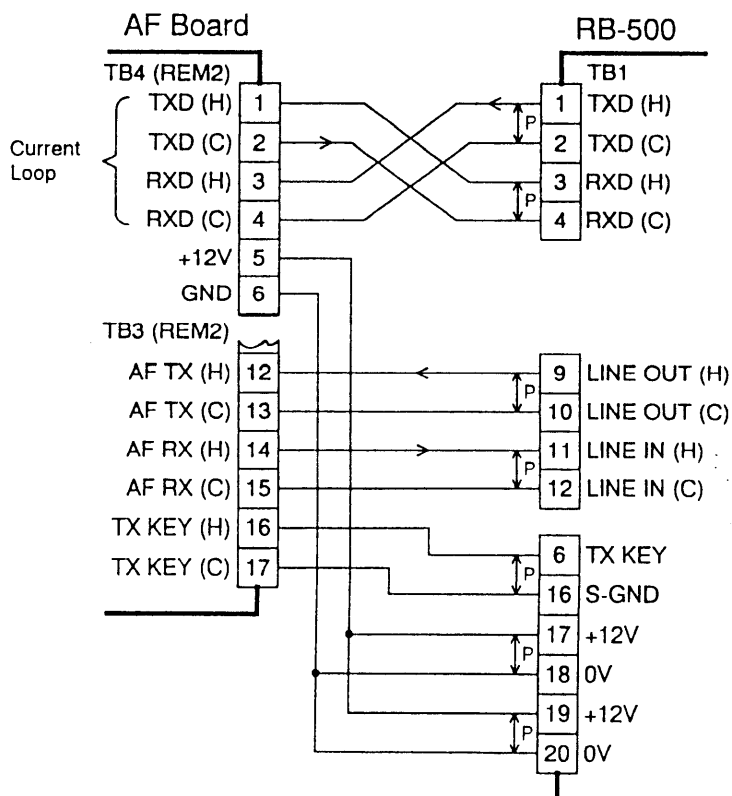 AF Board
RB-500
TB4 (REM2)
TB1
TXD (H) 1
1 TXD (H)
P
Current
Loop
TXD (C) 2
2 TXD (C)
RXD (H) 3
3 RXD (H)
P
RXD (C) 4
4 RXD (C)
+12V 5
GND 6
TB3 (REM2)
AF TX (H) 12
9 LINE OUT (H)
P
AF TX (C) 13
10 LINE OUT (C)
AF RX (H) 14
11 LINE IN (H)
P
AF RX (C) 15
12 LINE IN (C)
TX KEY (H) 16
6 TX KEY
P
TX KEY (C) 17
16 S-GND
17 +12V
P
18 0V
19 +12V
P
20 0V